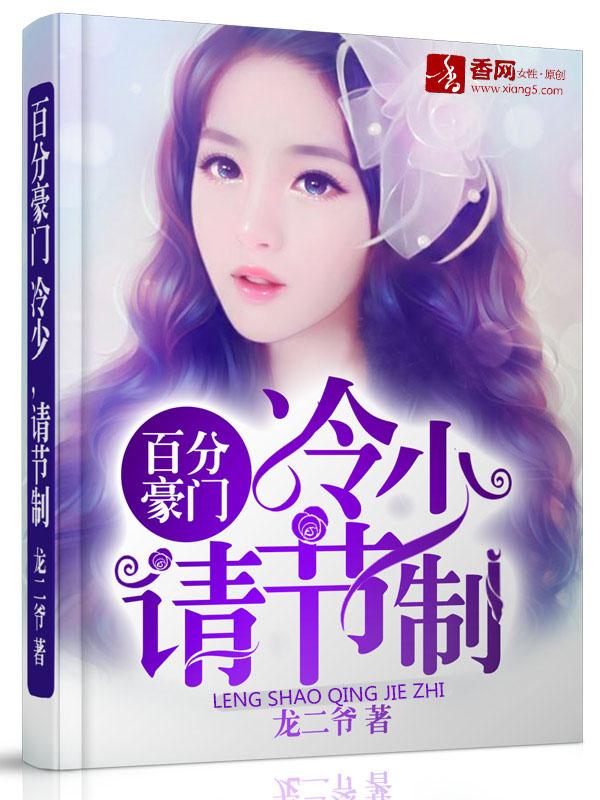 香网 女性·原创
www.xiang5.com
百分豪门 冷少,请节制 龙二爷 著
百分
豪门
冷少
请节制
LENG SHAO QING JIE ZHI
龙二爷 著